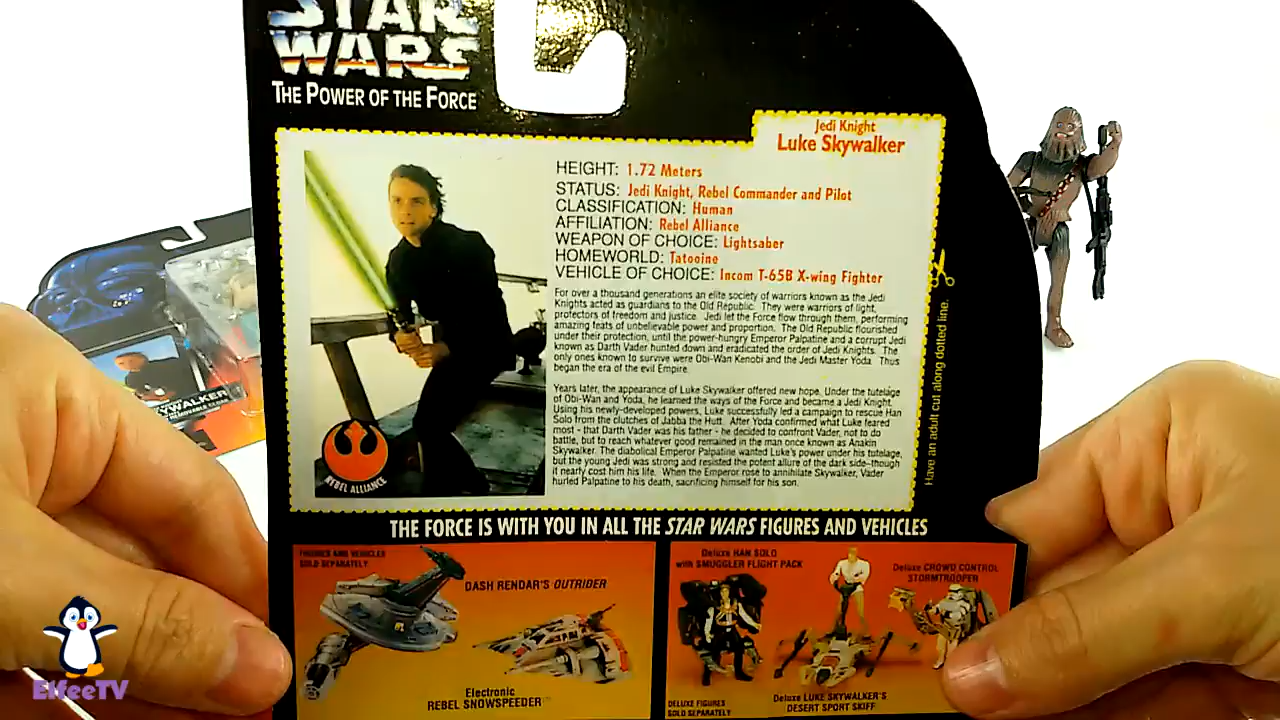 STAR
WARS
THE POWER OF THE FORCE
Jedi Knight
Luke Skywalker
HEIGHT: 1.72 Meters
STATUS: Jedi Knight, Rebel Commander and Pilot
CLASSIFICATION: Human
AFFILIATION: Rebel Alliance
WEAPON OF CHOICE: Lightsaber
HOMEWORLD: Tatooine
VEHICLE OF CHOICE: Incom T-65B X-wing Fighter
For over a thousand generations an elite society of warriors known as the Jedi
Knights acted as guardians to the Old Republic. They were warriors of light,
protectors of freedom and justice. Jedi let the Force flow through them, performing
amazing feats of unbelievable power and proportion. The Old Republic flourished
under their protection, until the power-hungry Emperor Palpatine and a corrupt Jedi
known as Darth Vader hunted down and eradicated the order of Jedi Knights. The
only ones known to survive were Obi-Wan Kenobi and the Jedi Master Yoda. Thus
began the era of the evil Empire.
Years later, the appearance of Luke Skywalker offered new hope. Under the tutelage
of Obi-Wan and Yoda, he learned the ways of the Force and became a Jedi Knight.
Using his newly-developed powers, Luke successfully led a campaign to rescue Han
Solo from the clutches of Jabba the Hutt. After Yoda confirmed what Luke feared
most - that Darth Vader was his father - he decided to confront Vader, not to do
battle, but to reach whatever good remained in the man once known as Anakin
Skywalker. The diabolical Emperor Palpatine wanted Luke's power under his tutelage,
but the young Jedi was strong and resisted the potent allure of the dark side--though
it nearly cost him his life. When the Emperor rose to annihilate Skywalker, Vader
hurled Palpatine to his death, sacrificing himself for his son.
REBEL ALLIANCE
Have an adult cut along dotted line.
THE FORCE IS WITH YOU IN ALL THE STAR WARS FIGURES AND VEHICLES
FIGURES AND VEHICLES
SOLD SEPARATELY
DASH RENDAR'S OUTRIDER
Electronic
REBEL SNOWSPEEDER
Deluxe HAN SOLO
with SMUGGLER FLIGHT PACK
Deluxe CROWD CONTROL
STORMTROOPER
DELUXE FIGURES
SOLD SEPARATELY
Deluxe LUKE SKYWALKER'S
DESERT SPORT SKIFF
ElfeeTV